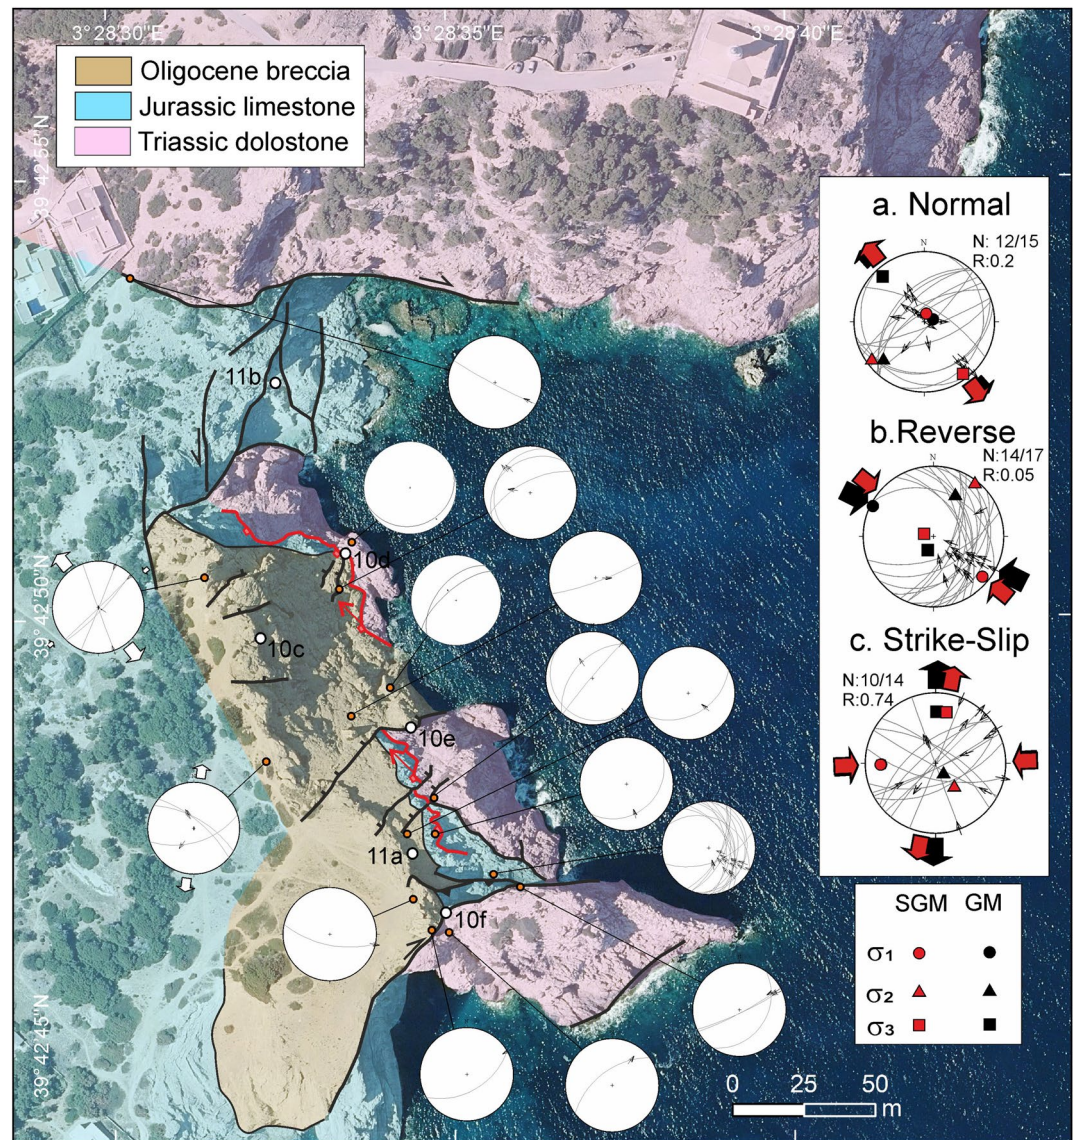 3° 28'30"E
3° 28'35"E
3° 28'40"E
Oligocene breccia
Jurassic limestone
Triassic dolostone
39° 42'55"N
39° 42'50"N
39° 42'45"N
11b
10d
10c
10e
11a
10f
a. Normal
N: 12/15
R:0.2
N
b.Reverse
N:14/17
R:0.05
N
c. Strike-Slip
N:10/14
R:0.74
N
SGM GM
σ1
σ2
σ3
0 25 50
m